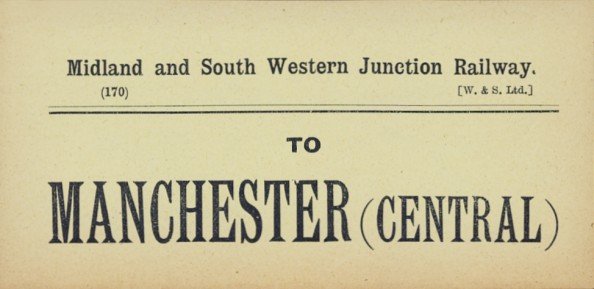 Midland and South Western Junction Railway.
(170) [W. & S. Ltd.]
TO
MANCHESTER (CENTRAL)